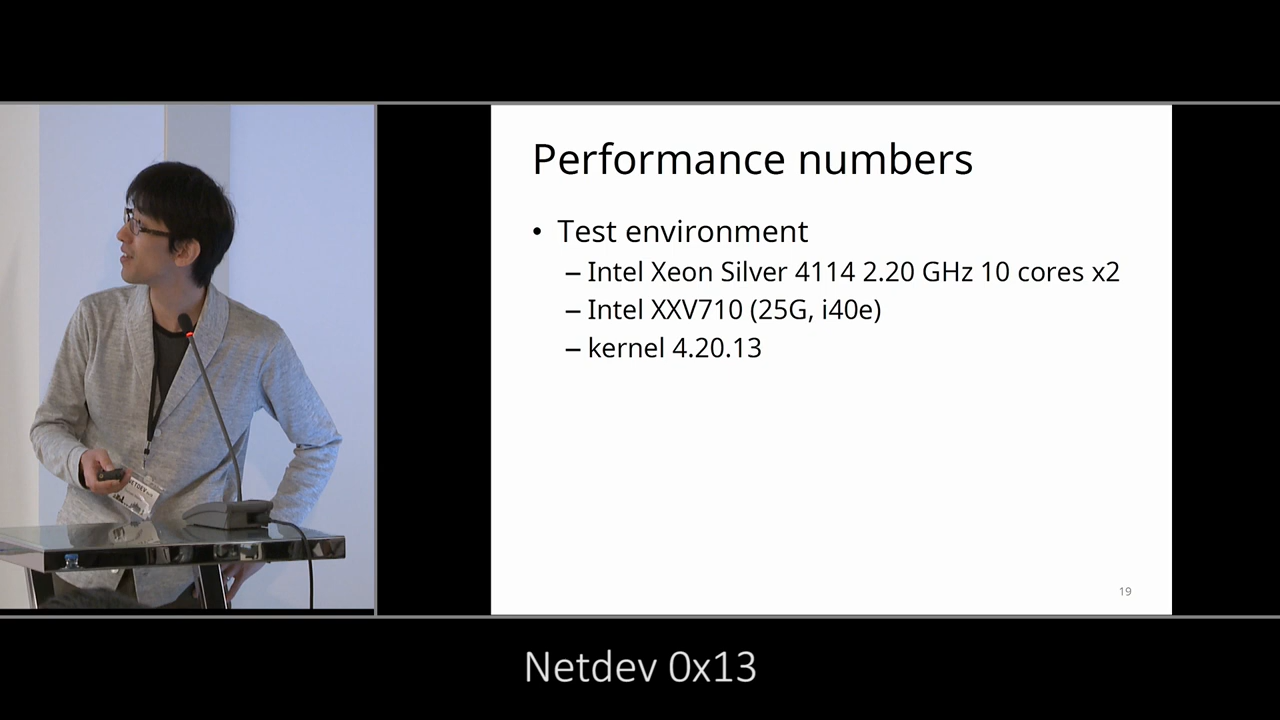 Performance numbers
• Test environment
– Intel Xeon Silver 4114 2.20 GHz 10 cores x2
– Intel XXV710 (25G, i40e)
– kernel 4.20.13
19
Netdev 0x13